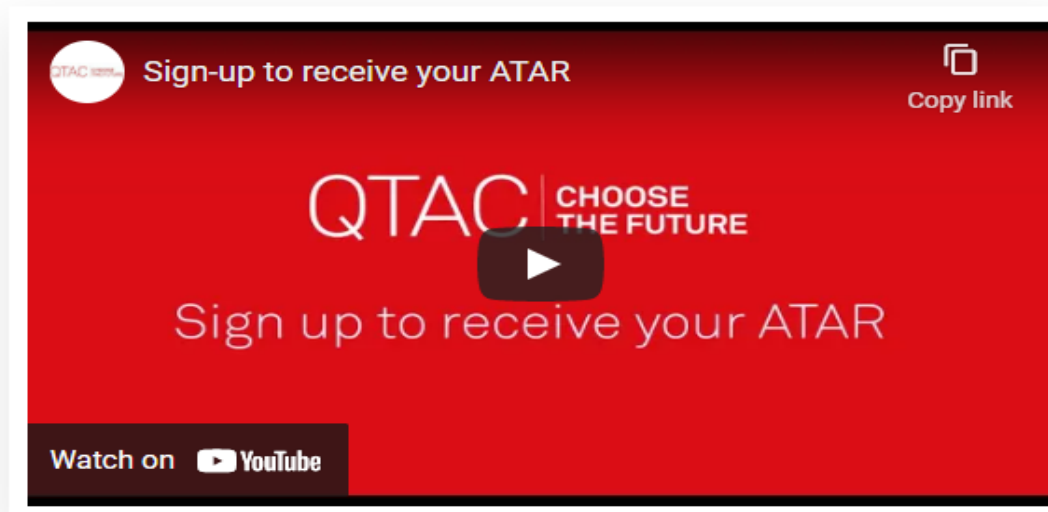 QTAC
Sign-up to receive your ATAR
Copy link
QTAC
CHOOSE
THE FUTURE
Sign up to receive your ATAR
Watch on YouTube